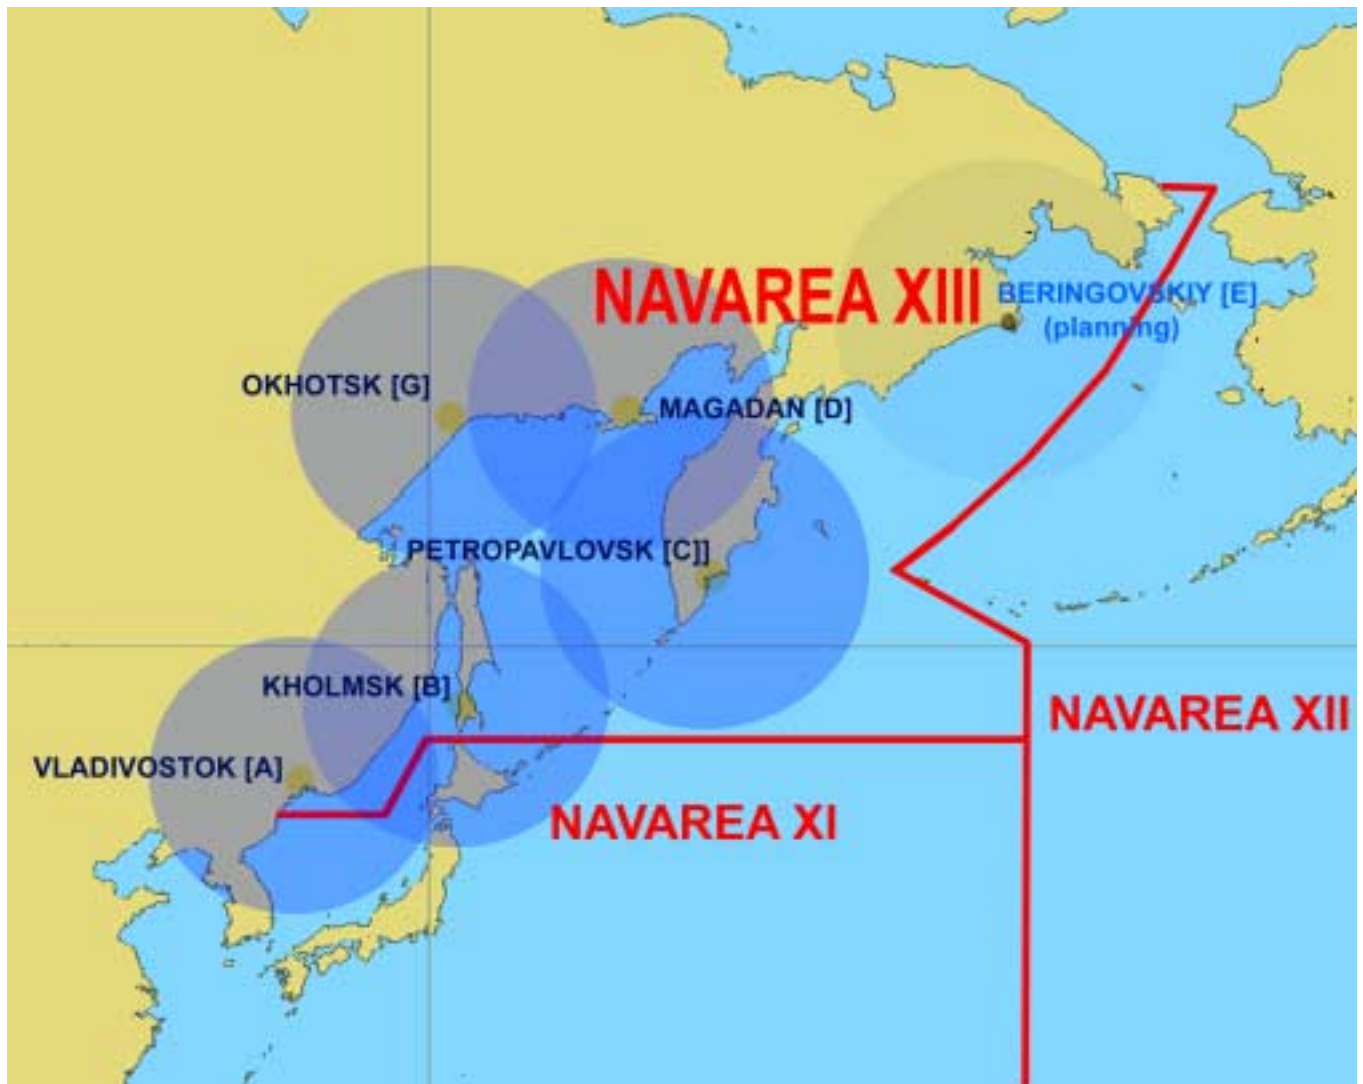 NAVAREA XIII
BERINGOVSKIY [E]
(planning)
OKHOTSK [G]
MAGADAN [D]
PETROPAVLOVSK [C]]
KHOLMSK [B]
NAVAREA XII
VLADIVOSTOK [A]
NAVAREA XI